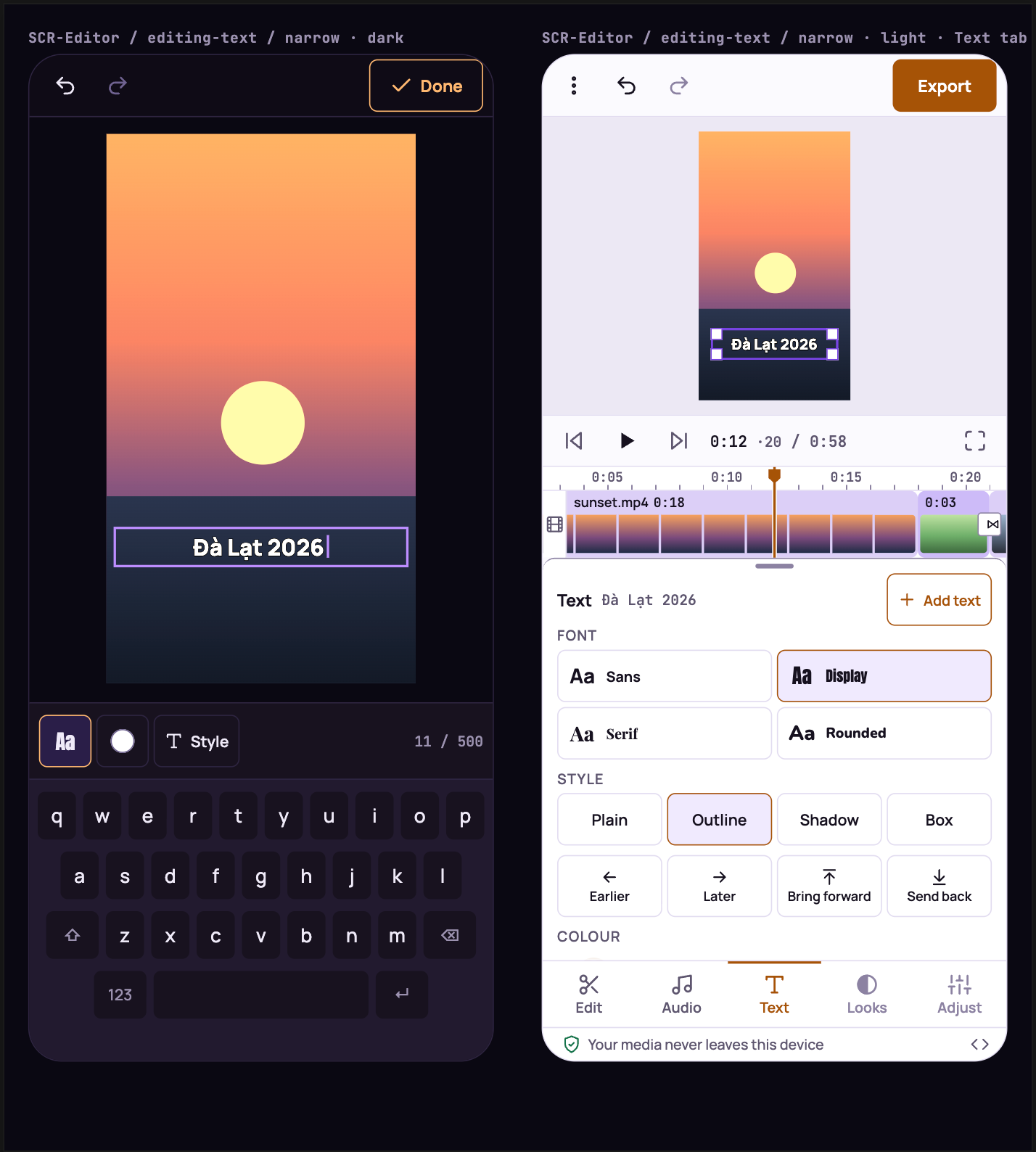 SCR-Editor / editing-text / narrow · dark
Done
Đà Lạt 2026
Aa
Style
11 / 500
q w e r t y u i o p
a s d f g h j k l
z x c v b n m
123
SCR-Editor / editing-text / narrow · light · Text tab
Export
Đà Lạt 2026
0:12 ·20 / 0:58
0:05 0:10 0:15 0:20
sunset.mp4 0:18 0:03
Text Đà Lạt 2026
Add text
FONT
Aa Sans
Aa Display
Aa Serif
Aa Rounded
STYLE
Plain Outline Shadow Box
Earlier Later Bring forward Send back
COLOUR
Edit Audio Text Looks Adjust
Your media never leaves this device